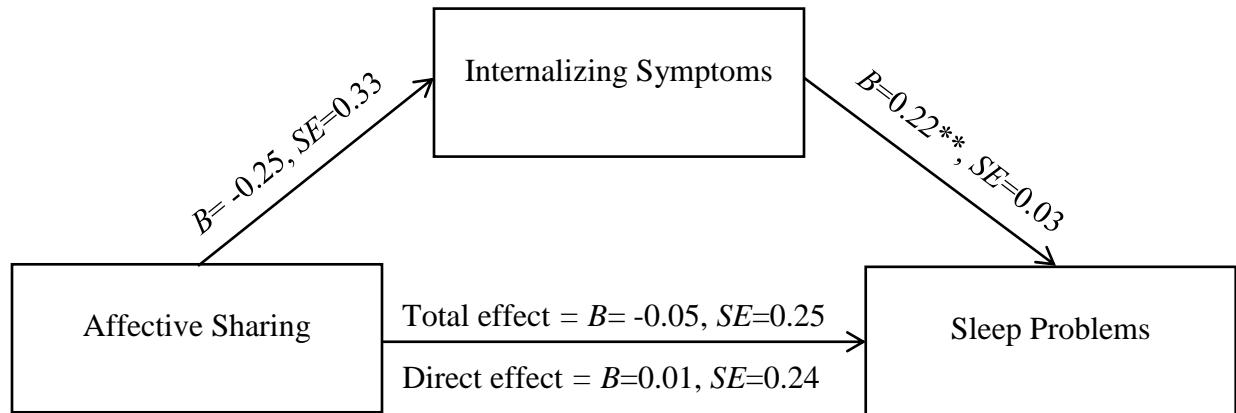 Internalizing Symptoms
B= -0.25, SE=0.33
B=0.22**, SE=0.03
Affective Sharing
Total effect = B= -0.05, SE=0.25
Direct effect = B=0.01, SE=0.24
Sleep Problems